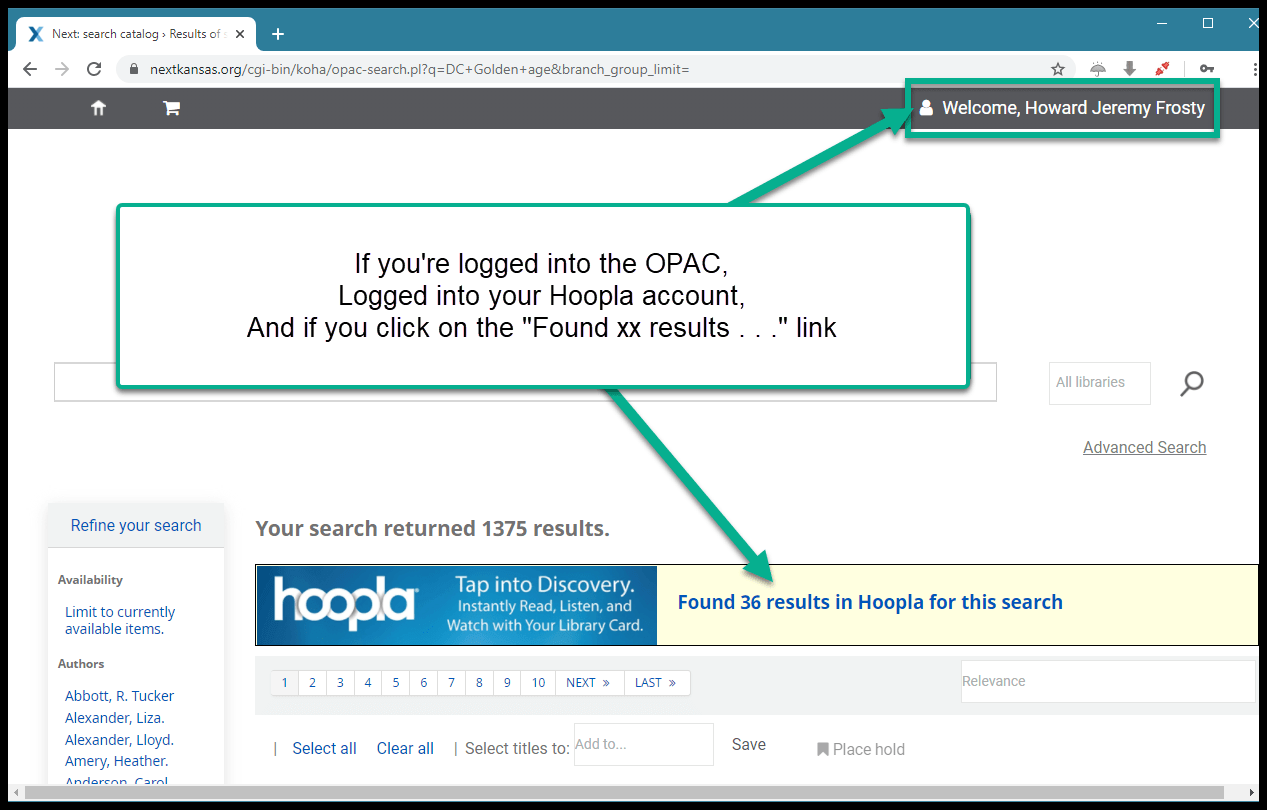 Next: search catalog › Results of s
nextkansas.org/cgi-bin/koha/opac-search.pl?q=DC+Golden+age&branch_group_limit=
Welcome, Howard Jeremy Frosty
If you're logged into the OPAC,
Logged into your Hoopla account,
And if you click on the "Found xx results . . ." link
All libraries
Advanced Search
Refine your search
Your search returned 1375 results.
Availability
Limit to currently
available items.
hoopla
Tap into Discovery.
Instantly Read, Listen, and
Watch with Your Library Card.
Found 36 results in Hoopla for this search
Authors
Abbott, R. Tucker
Alexander, Liza.
Alexander, Lloyd.
Amery, Heather.
Anderson, Carol
1 2 3 4 5 6 7 8 9 10 NEXT » LAST »
Relevance
| Select all Clear all | Select titles to: Add to... Save Place hold